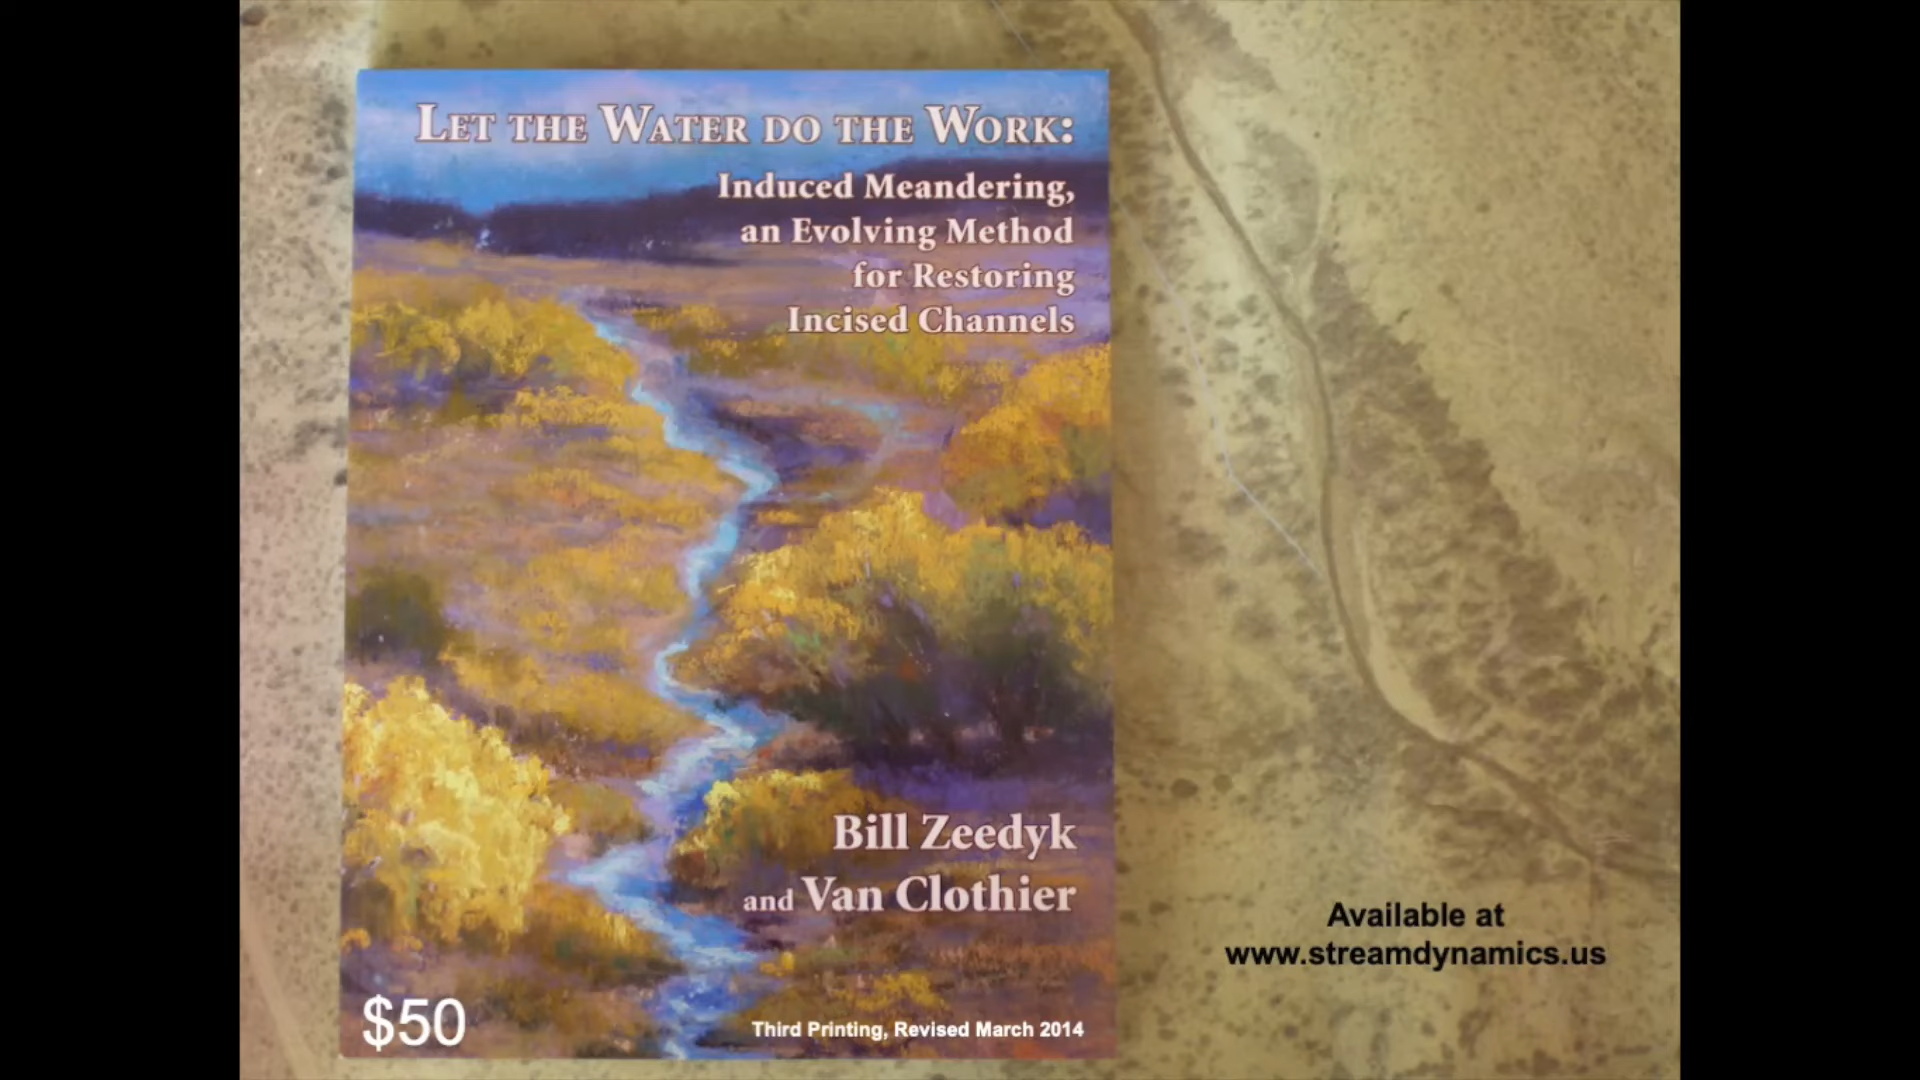 LET THE WATER DO THE WORK:
Induced Meandering,
an Evolving Method
for Restoring
Incised Channels
Bill Zeedyk
and Van Clothier
$50
Third Printing, Revised March 2014
Available at
www.streamdynamics.us